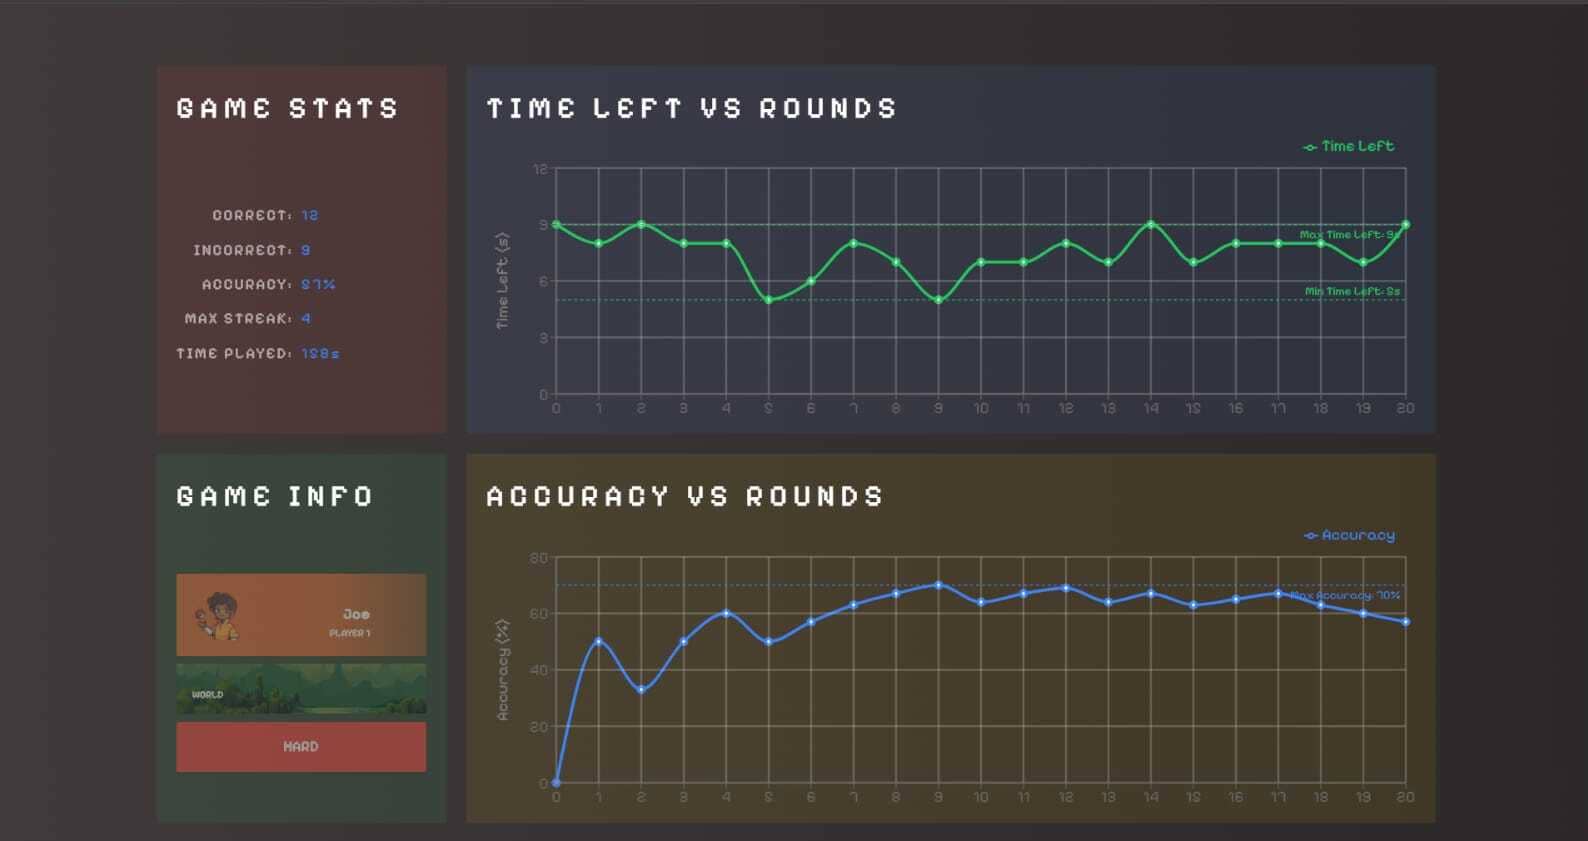 GAME STATS
CORRECT: 12
INCORRECT: 9
ACCURACY: 57%
MAX STREAK: 4
TIME PLAYED: 158s
TIME LEFT VS ROUNDS
Time Left
12
9
6
3
0
Time Left (s)
Max Time Left: 9s
Min Time Left: 5s
0 1 2 3 4 5 6 7 8 9 10 11 12 13 14 15 16 17 18 19 20
GAME INFO
Joe
PLAYER 1
WORLD
HARD
ACCURACY VS ROUNDS
Accuracy
80
60
40
20
0
Accuracy (%)
Max Accuracy: 70%
0 1 2 3 4 5 6 7 8 9 10 11 12 13 14 15 16 17 18 19 20